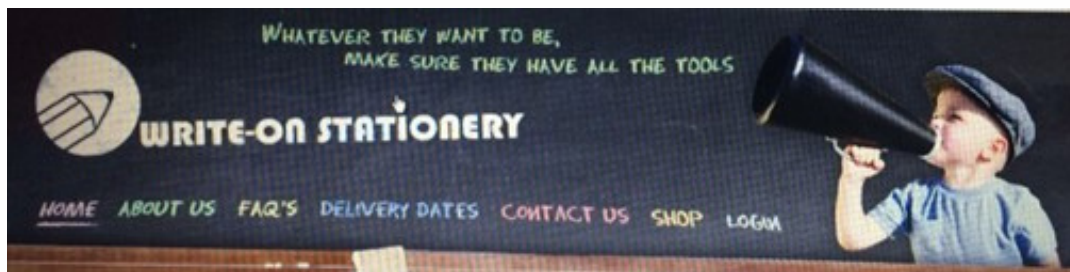 WHATEVER THEY WANT TO BE,
MAKE SURE THEY HAVE ALL THE TOOLS
WRITE-ON STATIONERY
HOME ABOUT US FAQ'S DELIVERY DATES CONTACT US SHOP LOGIN